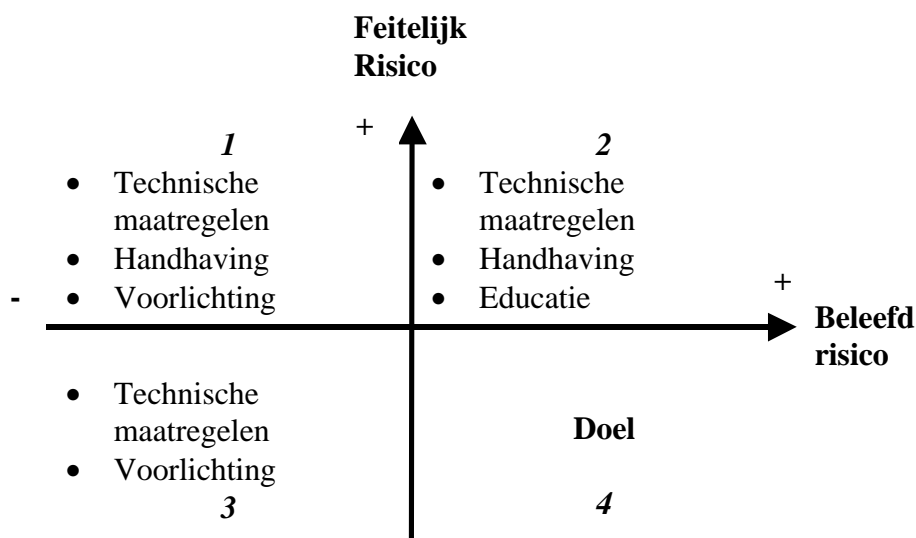 Feitelijk
Risico
+
1
• Technische
maatregelen
• Handhaving
• Voorlichting
-
2
• Technische
maatregelen
• Handhaving
• Educatie
+
Beleefd
risico
• Technische
maatregelen
• Voorlichting
3
Doel
4